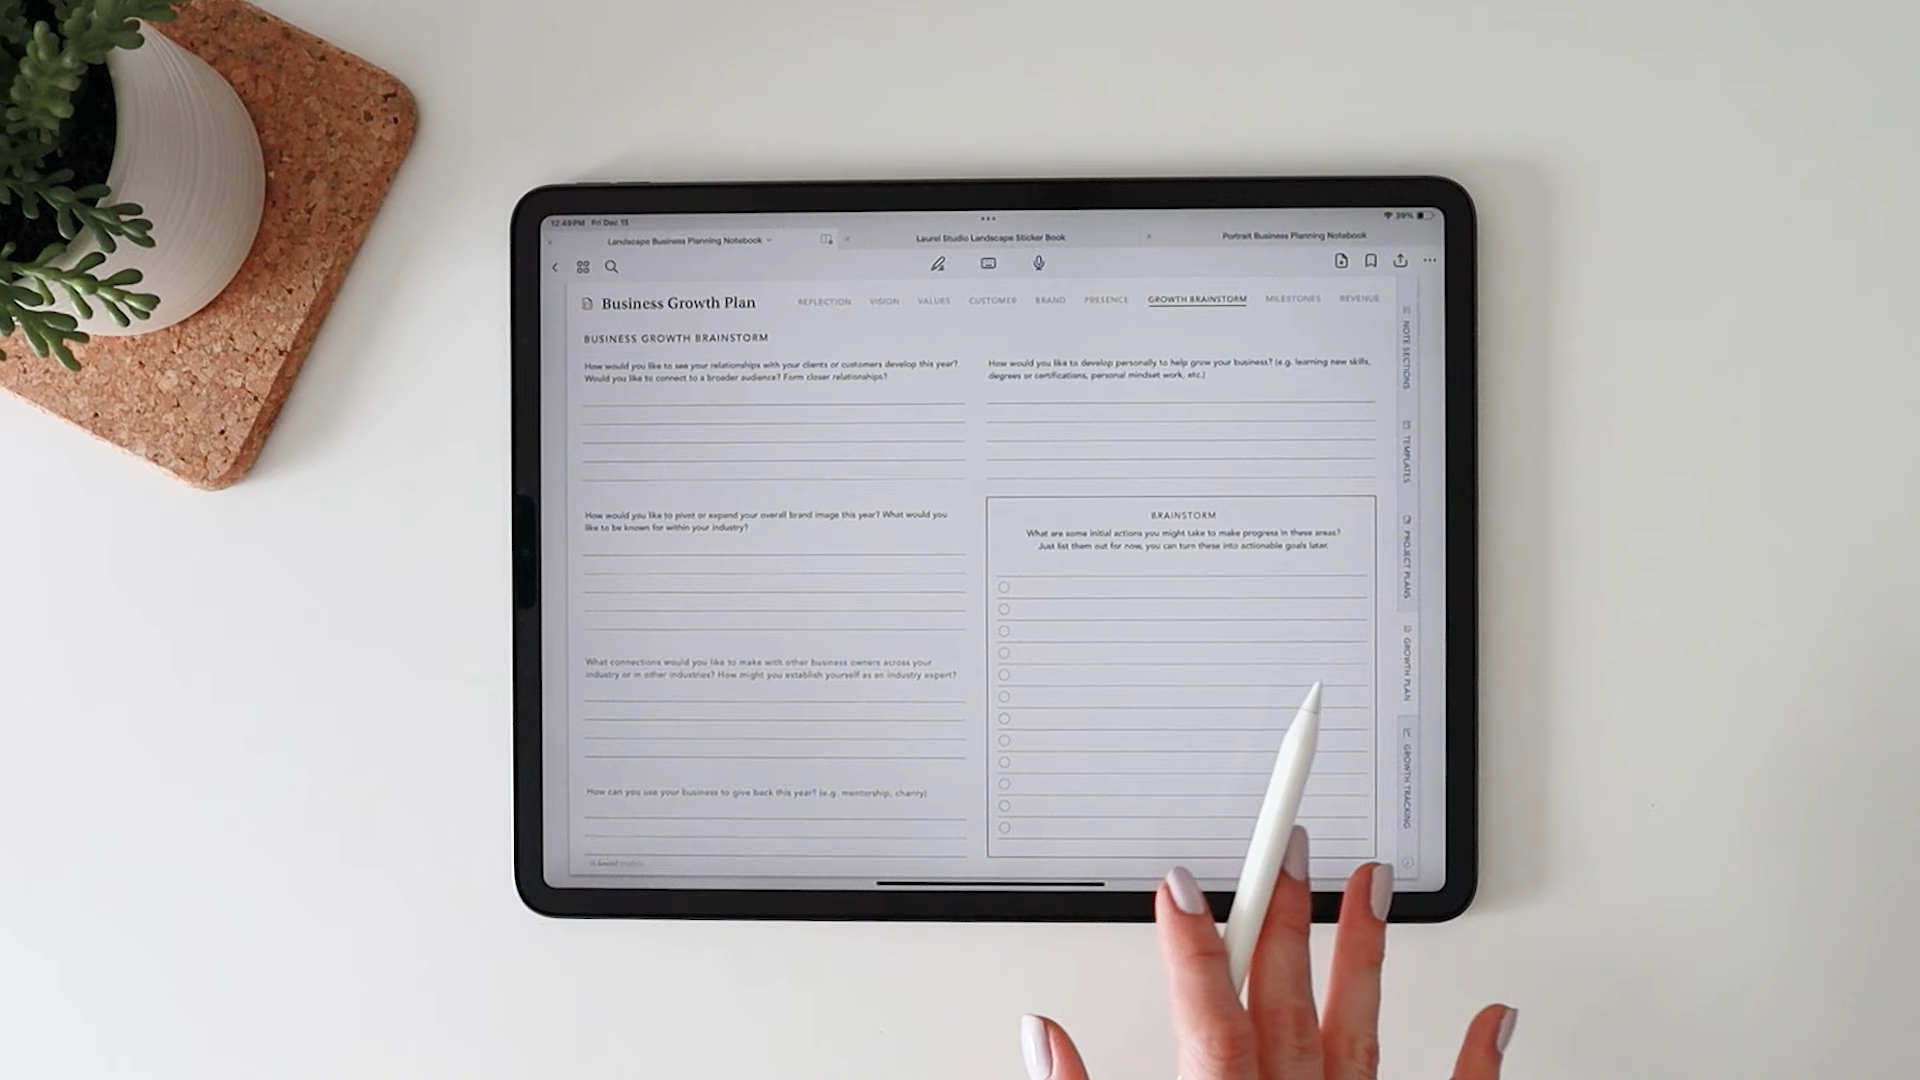 12:49 PM Fri Dec 15
39%
Landscape Business Planning Notebook
Laurel Studio Landscape Sticker Book
Portrait Business Planning Notebook
Business Growth Plan
REFLECTION VISION VALUES CUSTOMER BRAND PRESENCE GROWTH BRAINSTORM MILESTONES REVENUE
BUSINESS GROWTH BRAINSTORM
How would you like to see your relationships with your clients or customers develop this year?
Would you like to connect to a broader audience? Form closer relationships?
How would you like to pivot or expand your overall brand image this year? What would you
like to be known for within your industry?
What connections would you like to make with other business owners across your
industry or in other industries? How might you establish yourself as an industry expert?
How can you use your business to give back this year? (e.g. mentorship, charity)
How would you like to develop personally to help grow your business? (e.g. learning new skills,
degrees or certifications, personal mindset work, etc.)
BRAINSTORM
What are some initial actions you might take to make progress in these areas?
Just list them out for now, you can turn these into actionable goals later.
NOTE SECTIONS
TEMPLATES
PROJECT PLANS
GROWTH PLAN
GROWTH TRACKING